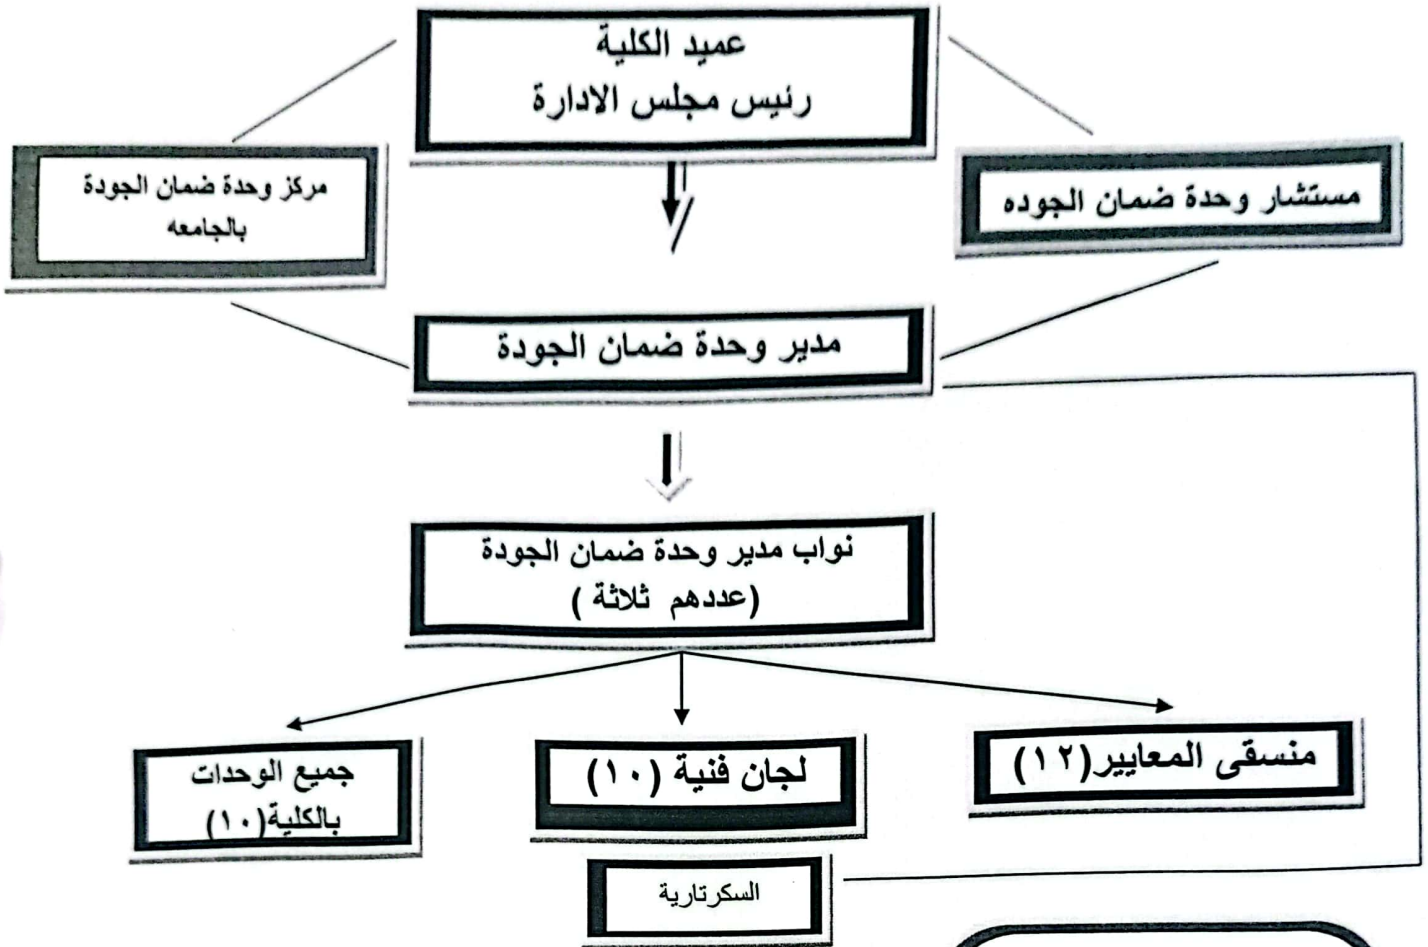 عميد الكلية
رئيس مجلس الادارة
مستشار وحدة ضمان الجوده
مركز وحدة ضمان الجودة
بالجامعه
مدير وحدة ضمان الجودة
نواب مدير وحدة ضمان الجودة
(عددهم ثلاثة )
منسقى المعايير(١٢)
لجان فنية (١٠)
جميع الوحدات
بالكلية(١٠)
السكرتارية